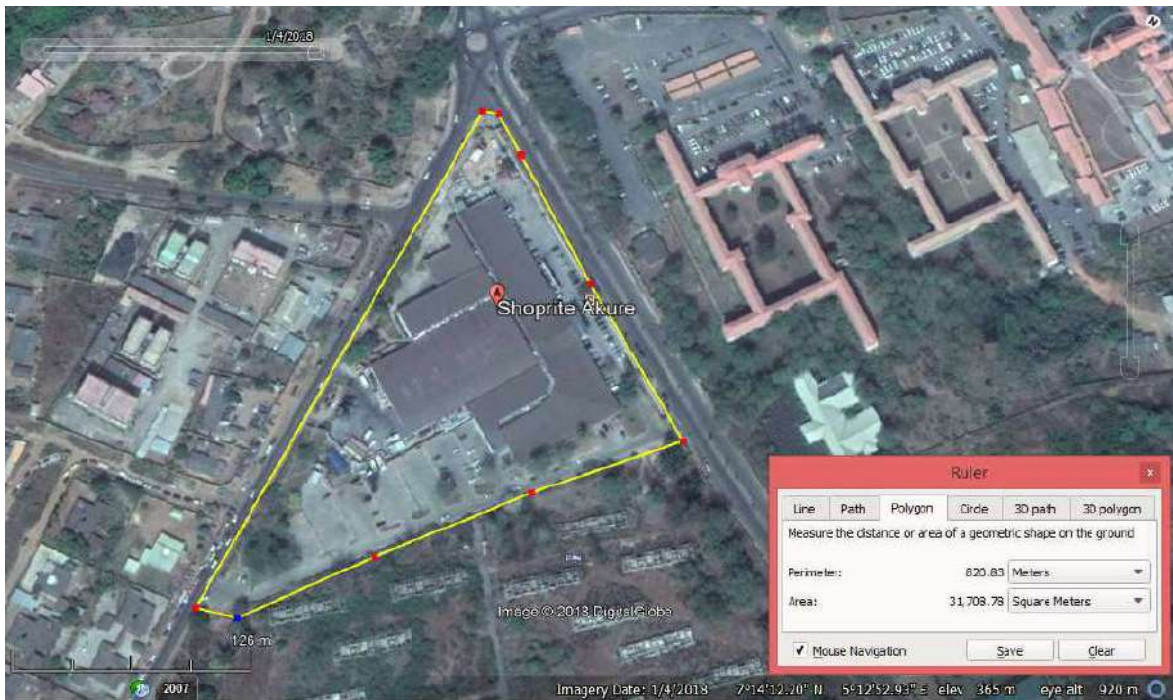 1/4/2018
Shoprite Akure
Ruler
Line Path Polygon Circle 3D path 3D polygon
Measure the distance or area of a geometric shape on the ground
Perimeter: 820.83 Meters
Area: 31,708.78 Square Meters
Mouse Navigation Save Clear
Image © 2018 DigitalGlobe
126 m
2007
Imagery Date: 1/4/2018 7°14'12.20" N 5°12'52.93" E elev 365 m eye alt 920 m